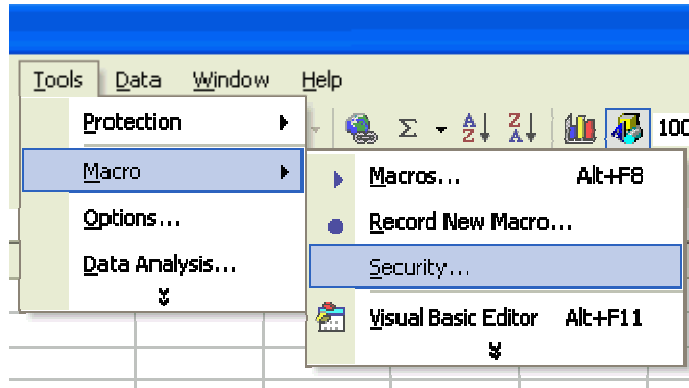 Tools Data Window Help
Σ A Z Z A 100
Protection
Macro
Options...
Data Analysis...
Macros... Alt+F8
Record New Macro...
Security...
Visual Basic Editor Alt+F11